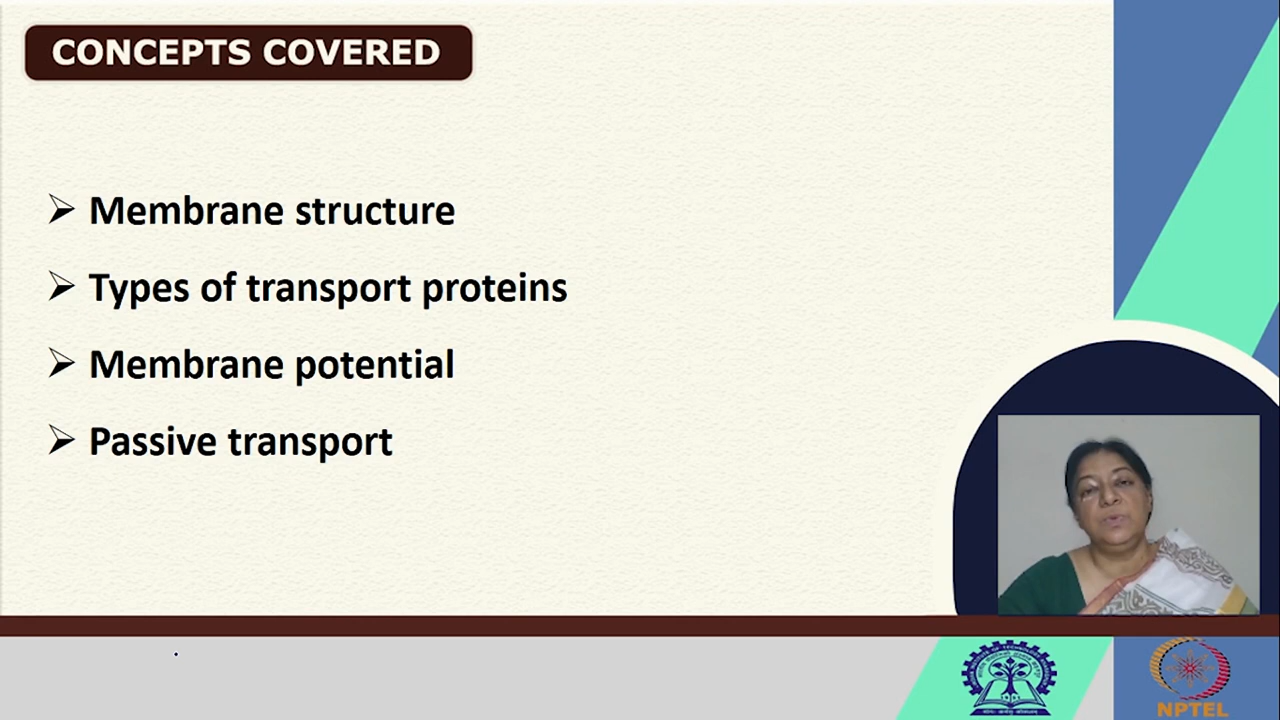 CONCEPTS COVERED
➢ Membrane structure
➢ Types of transport proteins
➢ Membrane potential
➢ Passive transport
NPTEL